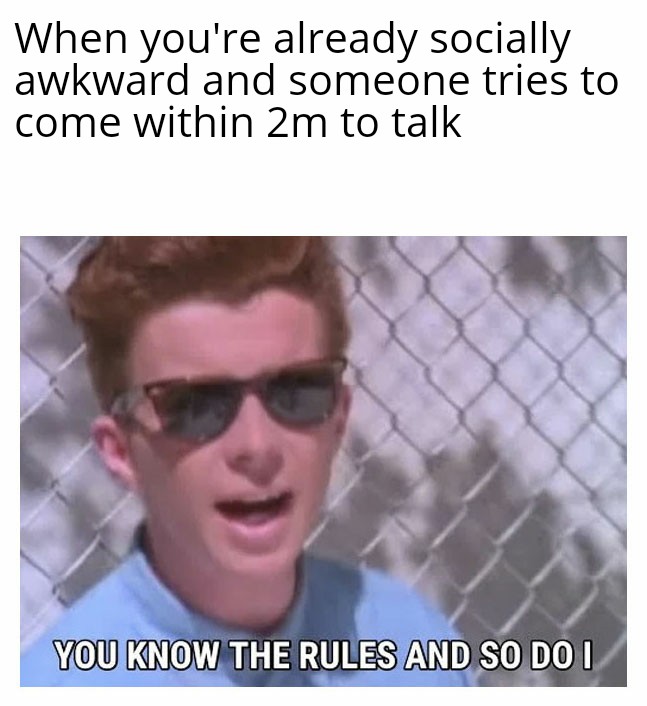 When you're already socially
awkward and someone tries to
come within 2m to talk
YOU KNOW THE RULES AND SO DO I